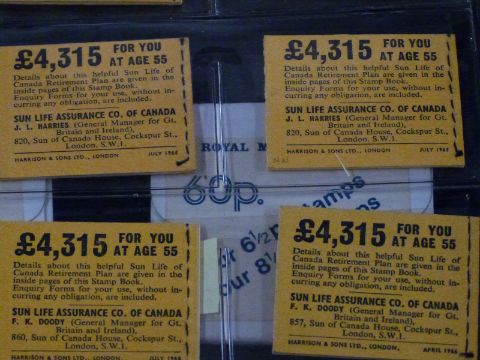 £4,315 FOR YOU
AT AGE 55
Details about this helpful Sun Life of
Canada Retirement Plan are given in the
inside pages of this Stamp Book.
Enquiry Forms for your use, without in-
curring any obligation, are included.
SUN LIFE ASSURANCE CO. OF CANADA
J. L. HARRIES (General Manager for Gt.
Britain and Ireland),
820, Sun of Canada House, Cockspur St.,
London, S.W.1.
HARRISON & SONS LTD., LONDON. JULY
£4,315 FOR YOU
AT AGE 55
Details about this helpful Sun Life of
Canada Retirement Plan are given in the
inside pages of this Stamp Book.
Enquiry Forms for your use, without in-
curring any obligation, are included.
SUN LIFE ASSURANCE CO. OF CANADA
J. L. HARRIES (General Manager for Gt.
Britain and Ireland),
820, Sun of Canada House, Cockspur St.,
London, S.W.1.
HARRISON & SONS LTD., LONDON JULY
ROYAL M
60p.
stamps
our 6½
mps
our 8½
£4,315 FOR YOU
AT AGE 55
Details about this helpful Sun Life of
Canada Retirement Plan are given in the
inside pages of this Stamp Book.
Enquiry Forms for your use, without in-
curring any obligation, are included.
SUN LIFE ASSURANCE CO. OF CANADA
F. K. DOODY (General Manager for Gt.
Britain and Ireland),
860, Sun of Canada House, Cockspur St.,
London, S.W.1.
£4,315 FOR YOU
AT AGE 55
Details about this helpful Sun Life of
Canada Retirement Plan are given in the
inside pages of this Stamp Book.
Enquiry Forms for your use, without in-
curring any obligation, are included.
SUN LIFE ASSURANCE CO. OF CANADA
F. K. DOODY (General Manager for Gt.
Britain and Ireland),
857, Sun of Canada House, Cockspur St.,
London, S.W.1.
HARRISON & SONS LTD., LONDON APRIL 1968